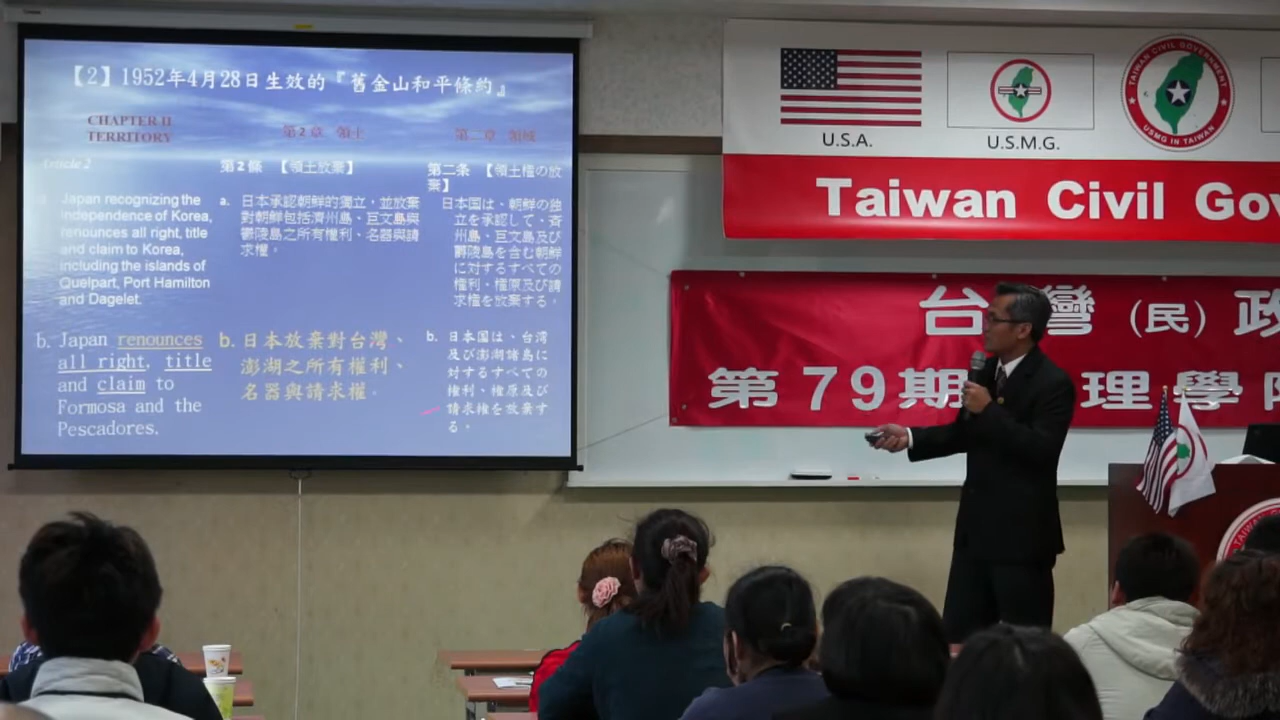 【2】1952年4月28日生效的『舊金山和平條約』
CHAPTER II
TERRITORY
Article 2
Japan recognizing the
independence of Korea,
renounces all right, title
and claim to Korea,
including the islands of
Quelpart, Port Hamilton
and Dagelet.
b. Japan renounces
all right, title
and claim to
Formosa and the
Pescadores.
第2章 領土
第2條 【領土放棄】
a. 日本承認朝鮮的獨立，並放棄
對朝鮮包括濟州島、巨文島與
鬱陵島之所有權利、名器與請
求權。
b. 日本放棄對台灣、
澎湖之所有權利、
名器與請求權。
第二章 領域
第二条 【領土権の放
棄】
日本国は、朝鮮の独
立を承認して、斉
州島、巨文島及び
欝陵島を含む朝鮮
に対するすべての
権利、権原及び請
求権を放棄する。
b. 日本国は、台湾
及び澎湖諸島に
対するすべての
権利、権原及び
請求権を放棄す
る。
U.S.A.
U.S.M.G.
TAIWAN CIVIL GOVERNMENT
USMG IN TAIWAN
Taiwan Civil Gov
台灣(民)政
第79期 理學院
TAIWAN